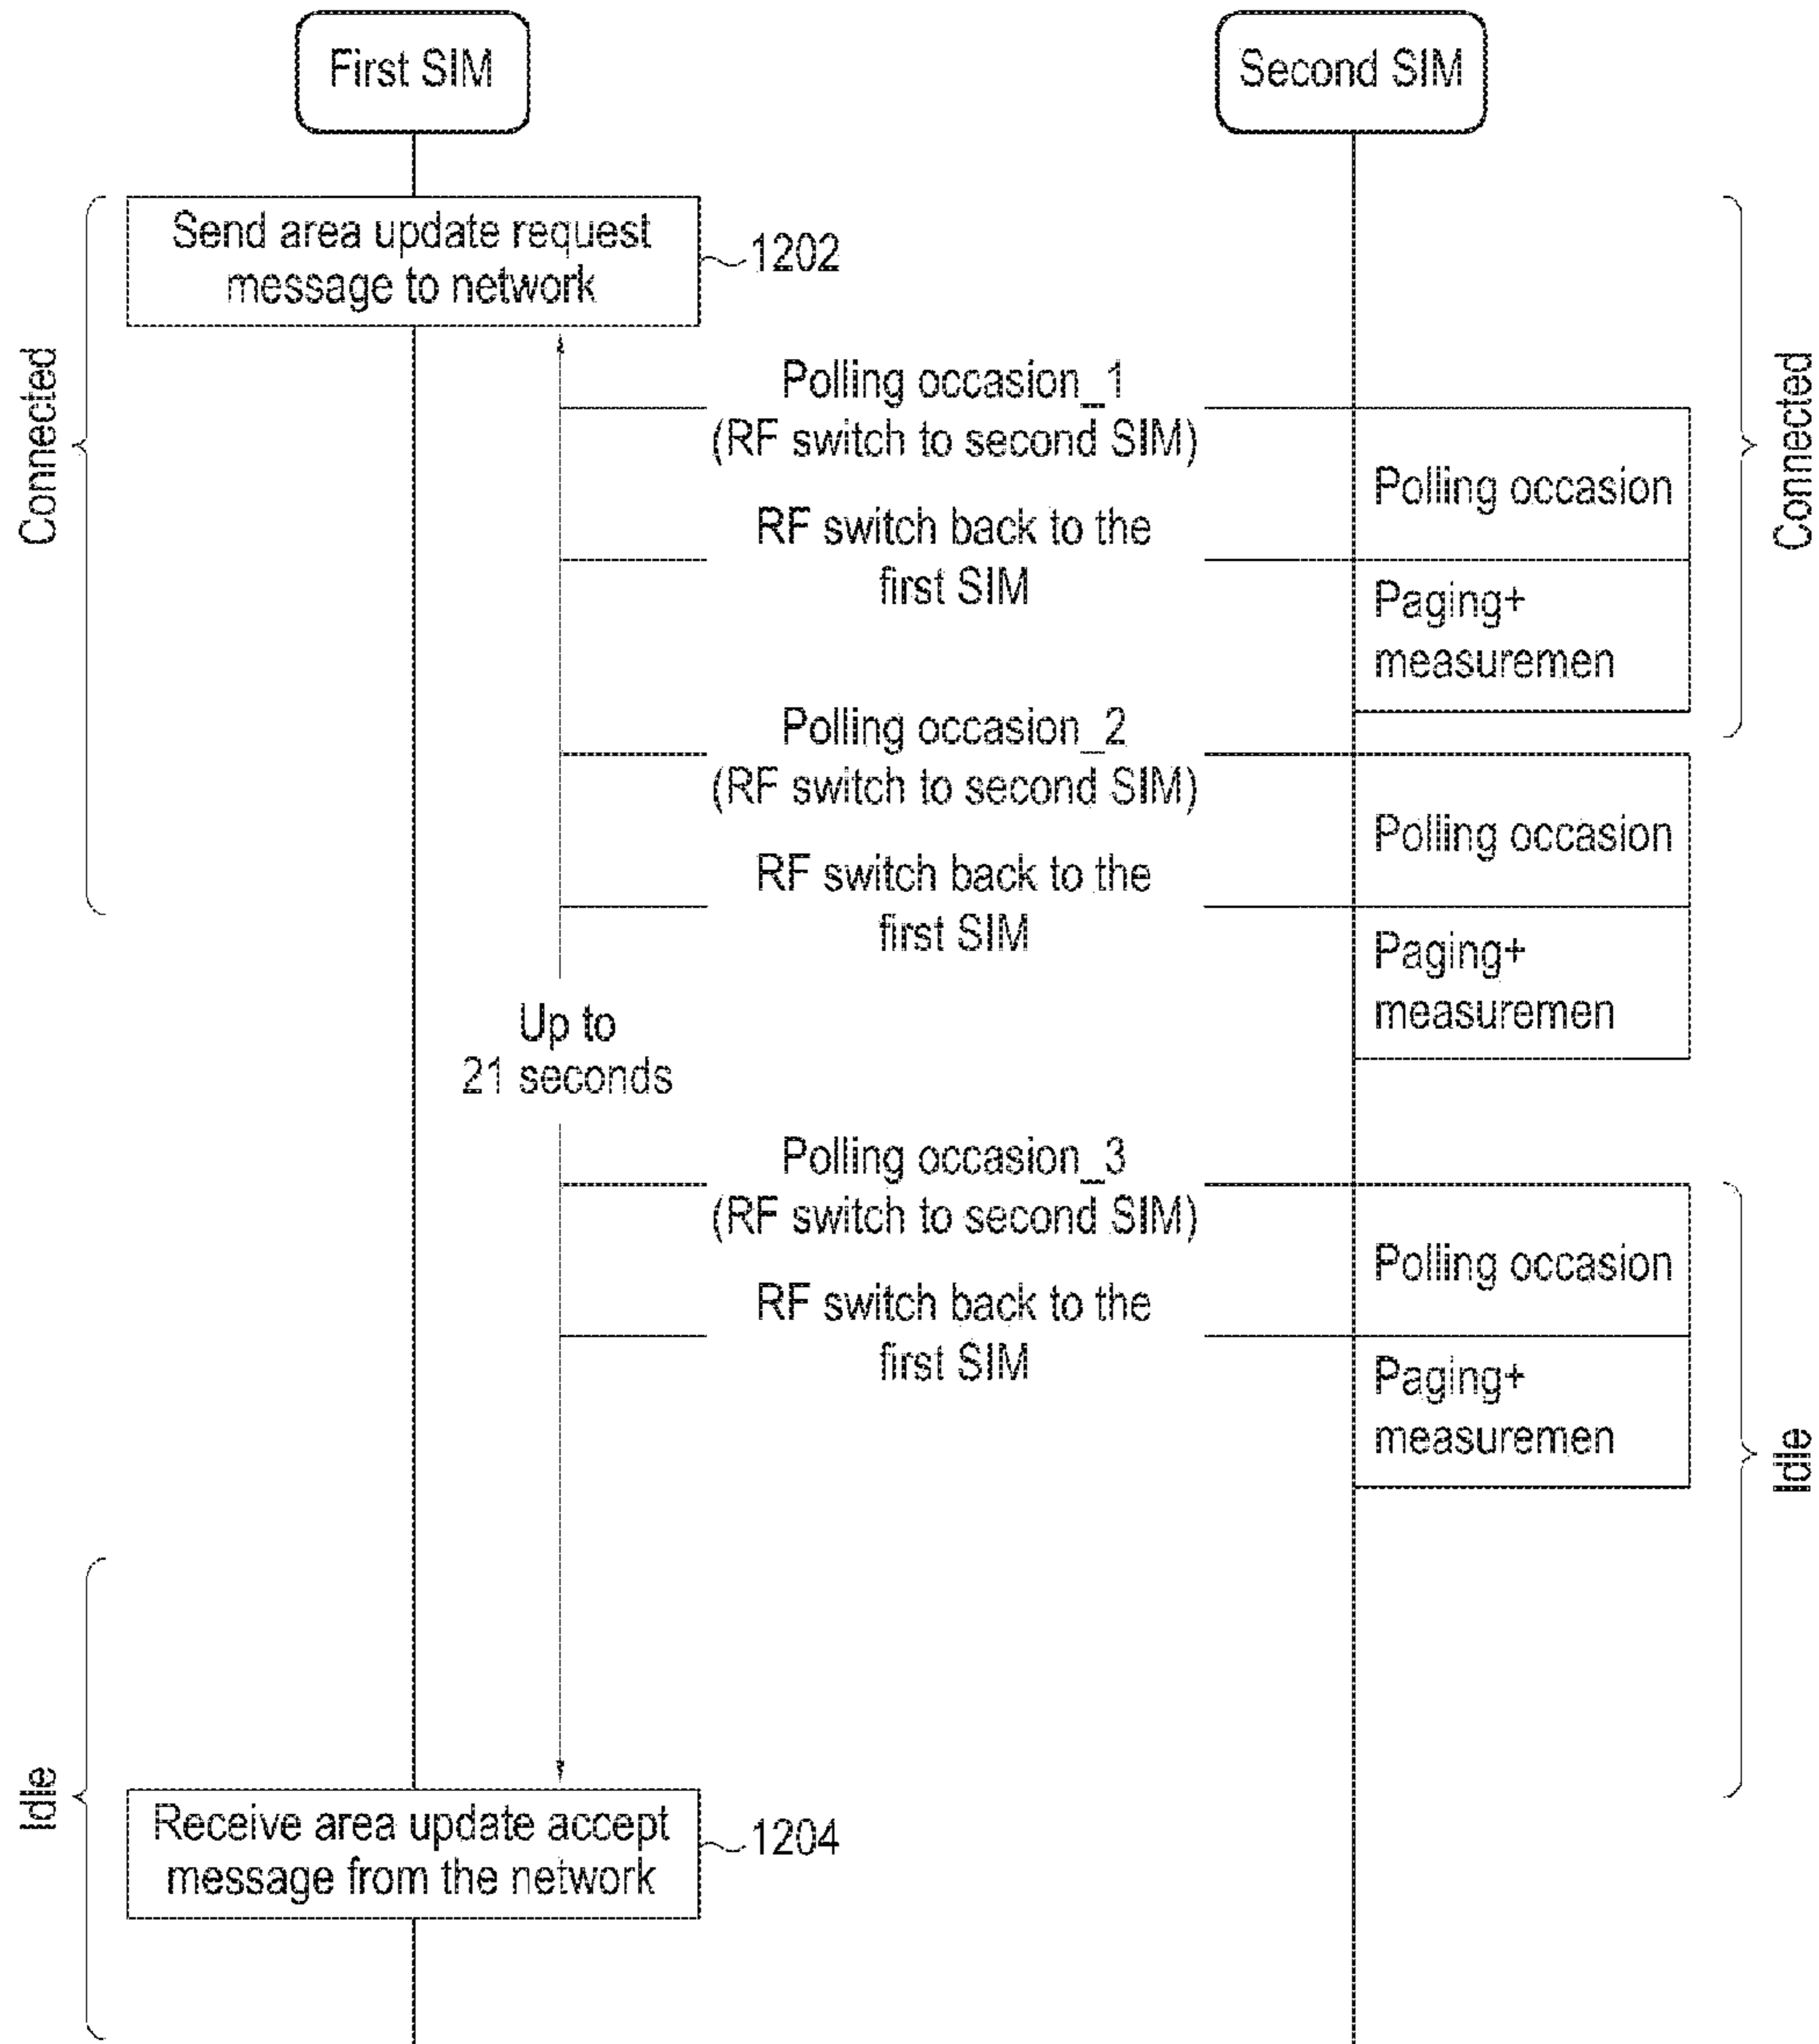 First SIM
Second SIM
Send area update request
message to network
1202
Connected
Connected
Polling occasion_1
(RF switch to second SIM)
Polling occasion
RF switch back to the
first SIM
Paging+
measuremen
Polling occasion_2
(RF switch to second SIM)
Polling occasion
RF switch back to the
first SIM
Paging+
measuremen
Up to
21 seconds
Polling occasion_3
(RF switch to second SIM)
Polling occasion
RF switch back to the
first SIM
Paging+
measuremen
Idle
Idle
Receive area update accept
message from the network
1204